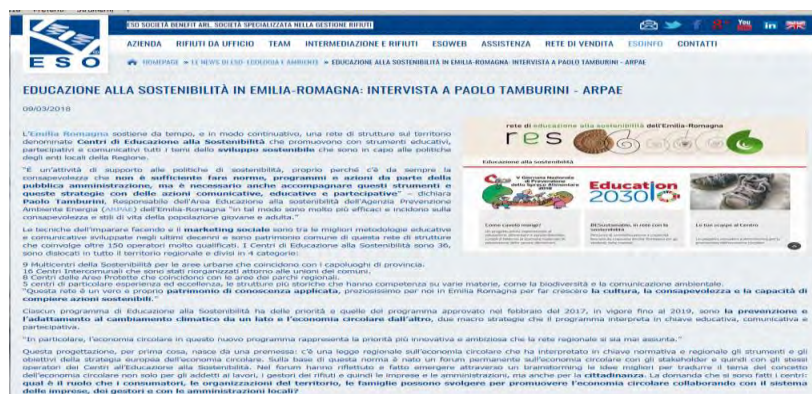 ESO SOCIETÀ BENEFIT ARL. SOCIETÀ SPECIALIZZATA NELLA GESTIONE RIFIUTI
ESO
AZIENDA RIFIUTI DA UFFICIO TEAM INTERMEDIAZIONE E RIFIUTI ESOWEB ASSISTENZA RETE DI VENDITA ESOINFO CONTATTI
HOMEPAGE » LE NEWS DI ESO: ECOLOGIA E AMBIENTE » EDUCAZIONE ALLA SOSTENIBILITÀ IN EMILIA-ROMAGNA: INTERVISTA A PAOLO TAMBURINI - ARPAE
EDUCAZIONE ALLA SOSTENIBILITÀ IN EMILIA-ROMAGNA: INTERVISTA A PAOLO TAMBURINI - ARPAE
09/03/2018
L'Emilia Romagna sostiene da tempo, e in modo continuativo, una rete di strutture sul territorio
denominate Centri di Educazione alla Sostenibilità che promuovono con strumenti educativi,
partecipativi e comunicativi tutti i temi dello sviluppo sostenibile che sono in capo alle politiche
degli enti locali della Regione.
"È un'attività di supporto alle politiche di sostenibilità, proprio perché c'è da sempre la
consapevolezza che non è sufficiente fare norme, programmi e azioni da parte della
pubblica amministrazione, ma è necessario anche accompagnare questi strumenti e
queste strategie con delle azioni comunicative, educative e partecipative" – dichiara
Paolo Tamburini, Responsabile dell'Area Educazione alla sostenibilità dell'Agenzia Prevenzione
Ambiente Energia (ARPAE) dell'Emilia-Romagna "in tal modo sono molto più efficaci e incidono sulla
consapevolezza e stili di vita della popolazione giovane e adulta."
Le tecniche dell'imparare facendo e il marketing sociale sono tra le migliori metodologie educative
e comunicative sviluppate negli ultimi decenni e sono patrimonio comune di questa rete di strutture
che coinvolge oltre 150 operatori molto qualificati. I Centri di Educazione alla Sostenibilità sono 36,
sono dislocati in tutto il territorio regionale e divisi in 4 categorie:
rete di educazione alla sostenibilità dell'Emilia-Romagna
res
Educazione alla sostenibilità
V Giornata Nazionale
di Prevenzione
dello Spreco Alimentare
2018
Education
2030
Come cambi mangi?
Le tue scarpe al Centro
9 Multicentri della Sostenibilità per le aree urbane che coincidono con i capoluoghi di provincia.
16 Centri Intercomunali che sono stati riorganizzati attorno alle unioni dei comuni.
6 Centri delle Aree Protette che coincidono con le aree dei parchi regionali.
5 centri di particolare esperienza ed eccellenza, le strutture più storiche che hanno competenza su varie materie, come la biodiversità e la comunicazione ambientale.
"Questa rete è un vero e proprio patrimonio di conoscenza applicata, preziosissimo per noi in Emilia Romagna per far crescere la cultura, la consapevolezza e la capacità di
compiere azioni sostenibili."
Ciascun programma di Educazione alla Sostenibilità ha delle priorità e quelle del programma approvato nel febbraio del 2017, in vigore fino al 2019, sono la prevenzione e
l'adattamento al cambiamento climatico da un lato e l'economia circolare dall'altro, due macro strategie che il programma interpreta in chiave educativa, comunicativa e
partecipativa.
"In particolare, l'economia circolare in questo nuovo programma rappresenta la priorità più innovativa e ambiziosa che la rete regionale si sia mai assunta."
Questa progettazione, per prima cosa, nasce da una premessa: c'è una legge regionale sull'economia circolare che ha interpretato in chiave normativa e regionale gli strumenti e gli
obiettivi della strategia europea dell'economia circolare. Sulla base di questa norma è nato un forum permanente sull'economia circolare con gli stakeholder e quindi con gli stessi
operatori dei Centri all'Educazione alla Sostenibilità. Nel forum hanno riflettuto e fatto emergere attraverso un brainstorming le idee migliori per tradurre il tema del concetto
dell'economia circolare non solo per gli addetti ai lavori, i gestori dei rifiuti e quindi le imprese e le amministrazioni, ma anche per la cittadinanza. La domanda che si sono fatti i centri:
qual è il ruolo che i consumatori, le organizzazioni del territorio, le famiglie possono svolgere per promuovere l'economia circolare collaborando con il sistema
delle imprese, dei gestori e con le amministrazioni locali?